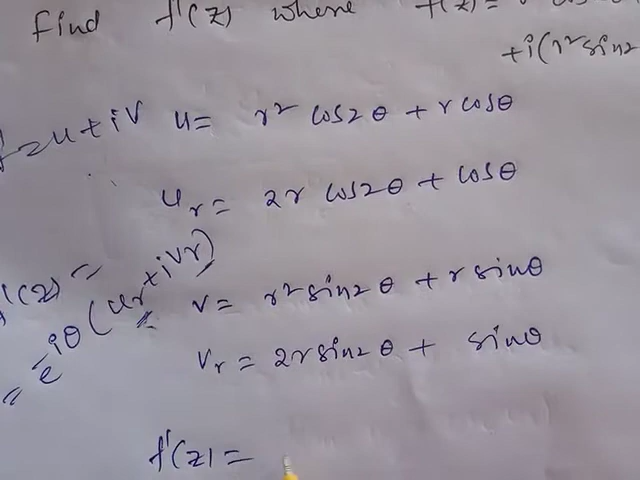 Find f'(z) where f(z) =
+i(r²sin2
f=u+iv u= r² cos2θ + r cosθ
u_r = 2r cos2θ + cosθ
f'(z) =
= e^{-iθ} (u_r + i v_r)
v= r² sin2θ + r sinθ
v_r = 2r sin2θ + sinθ
f'(z) =